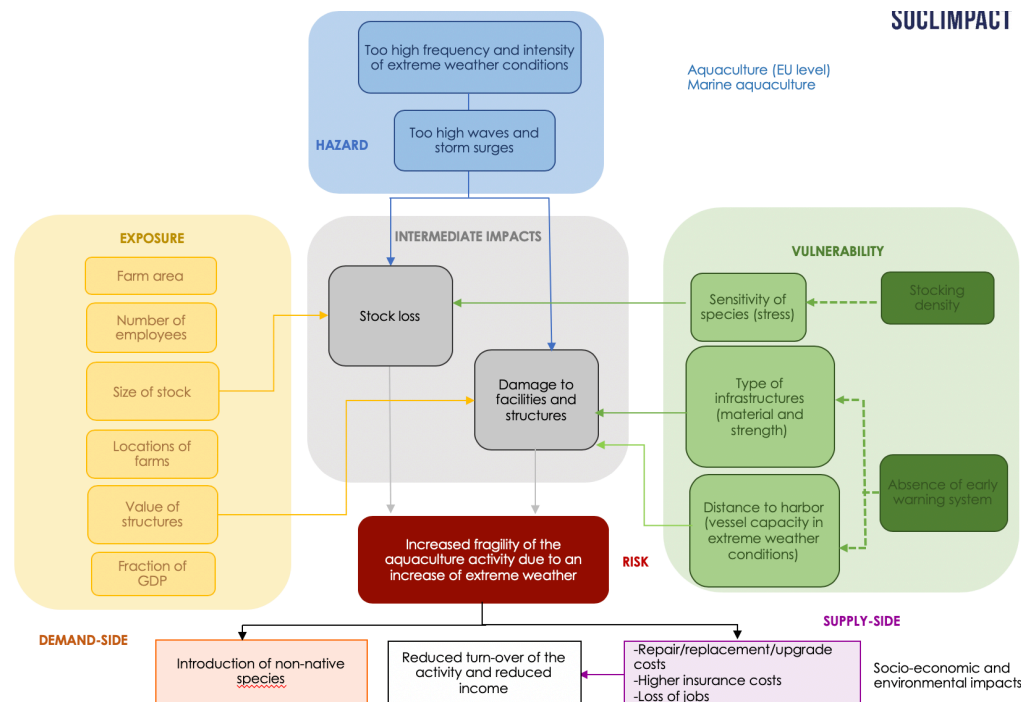 SOCLIMPACT
Too high frequency and intensity
of extreme weather conditions
Aquaculture (EU level)
Marine aquaculture
Too high waves and
storm surges
HAZARD
EXPOSURE
Farm area
Number of
employees
Size of stock
Locations of
farms
Value of
structures
Fraction of
GDP
INTERMEDIATE IMPACTS
Stock loss
Damage to
facilities and
structures
VULNERABILITY
Sensitivity of
species (stress)
Stocking
density
Type of
infrastructures
(material and
strength)
Absence of early
warning system
Distance to harbor
(vessel capacity in
extreme weather
conditions)
Increased fragility of the
aquaculture activity due to an
increase of extreme weather
RISK
DEMAND-SIDE
SUPPLY-SIDE
Introduction of non-native
species
Reduced turn-over of the
activity and reduced
income
-Repair/replacement/upgrade
costs
-Higher insurance costs
-Loss of jobs
Socio-economic and
environmental impacts